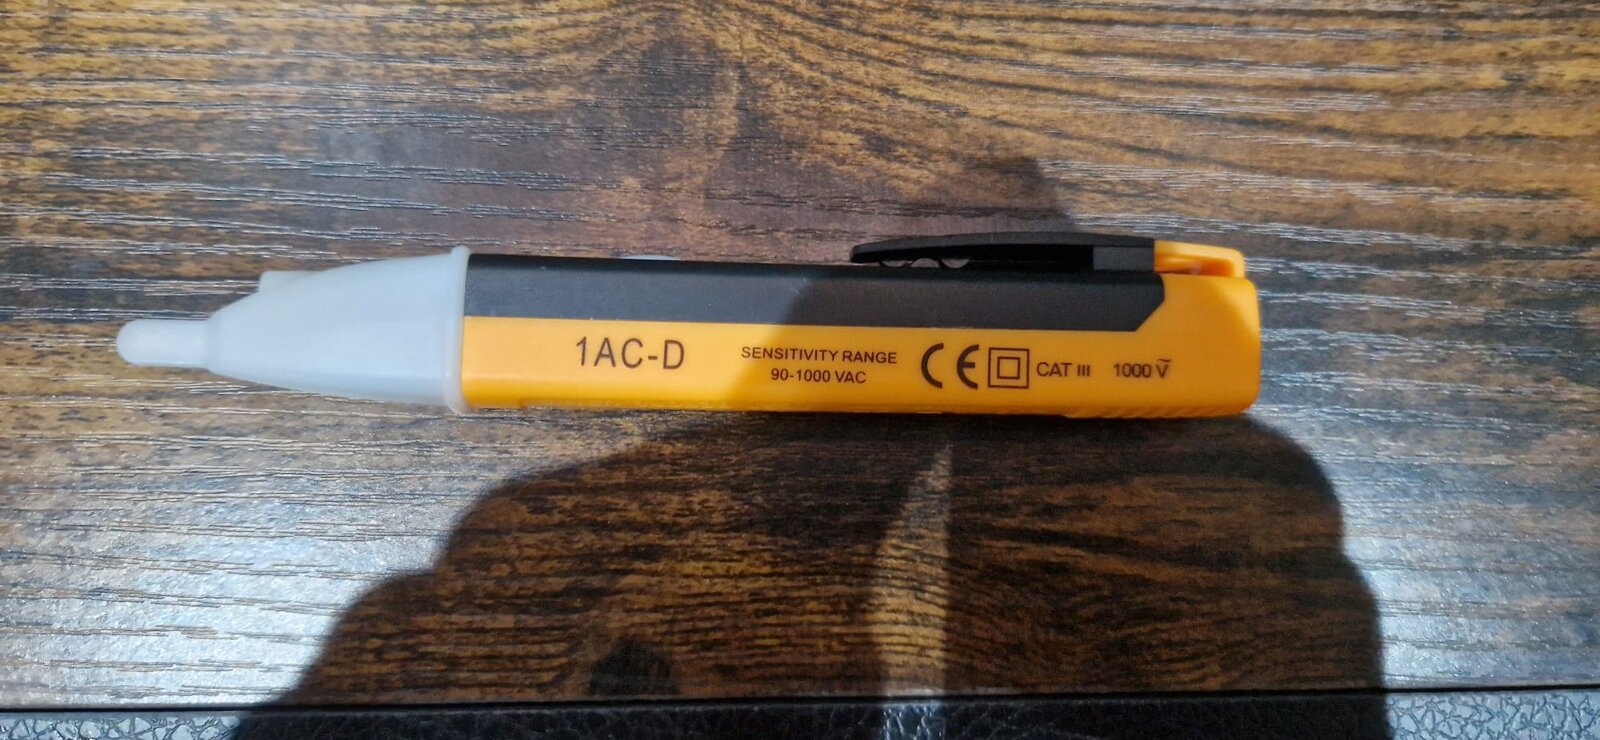 1AC-D
SENSITIVITY RANGE
90-1000 VAC
CE
CAT III
1000 V